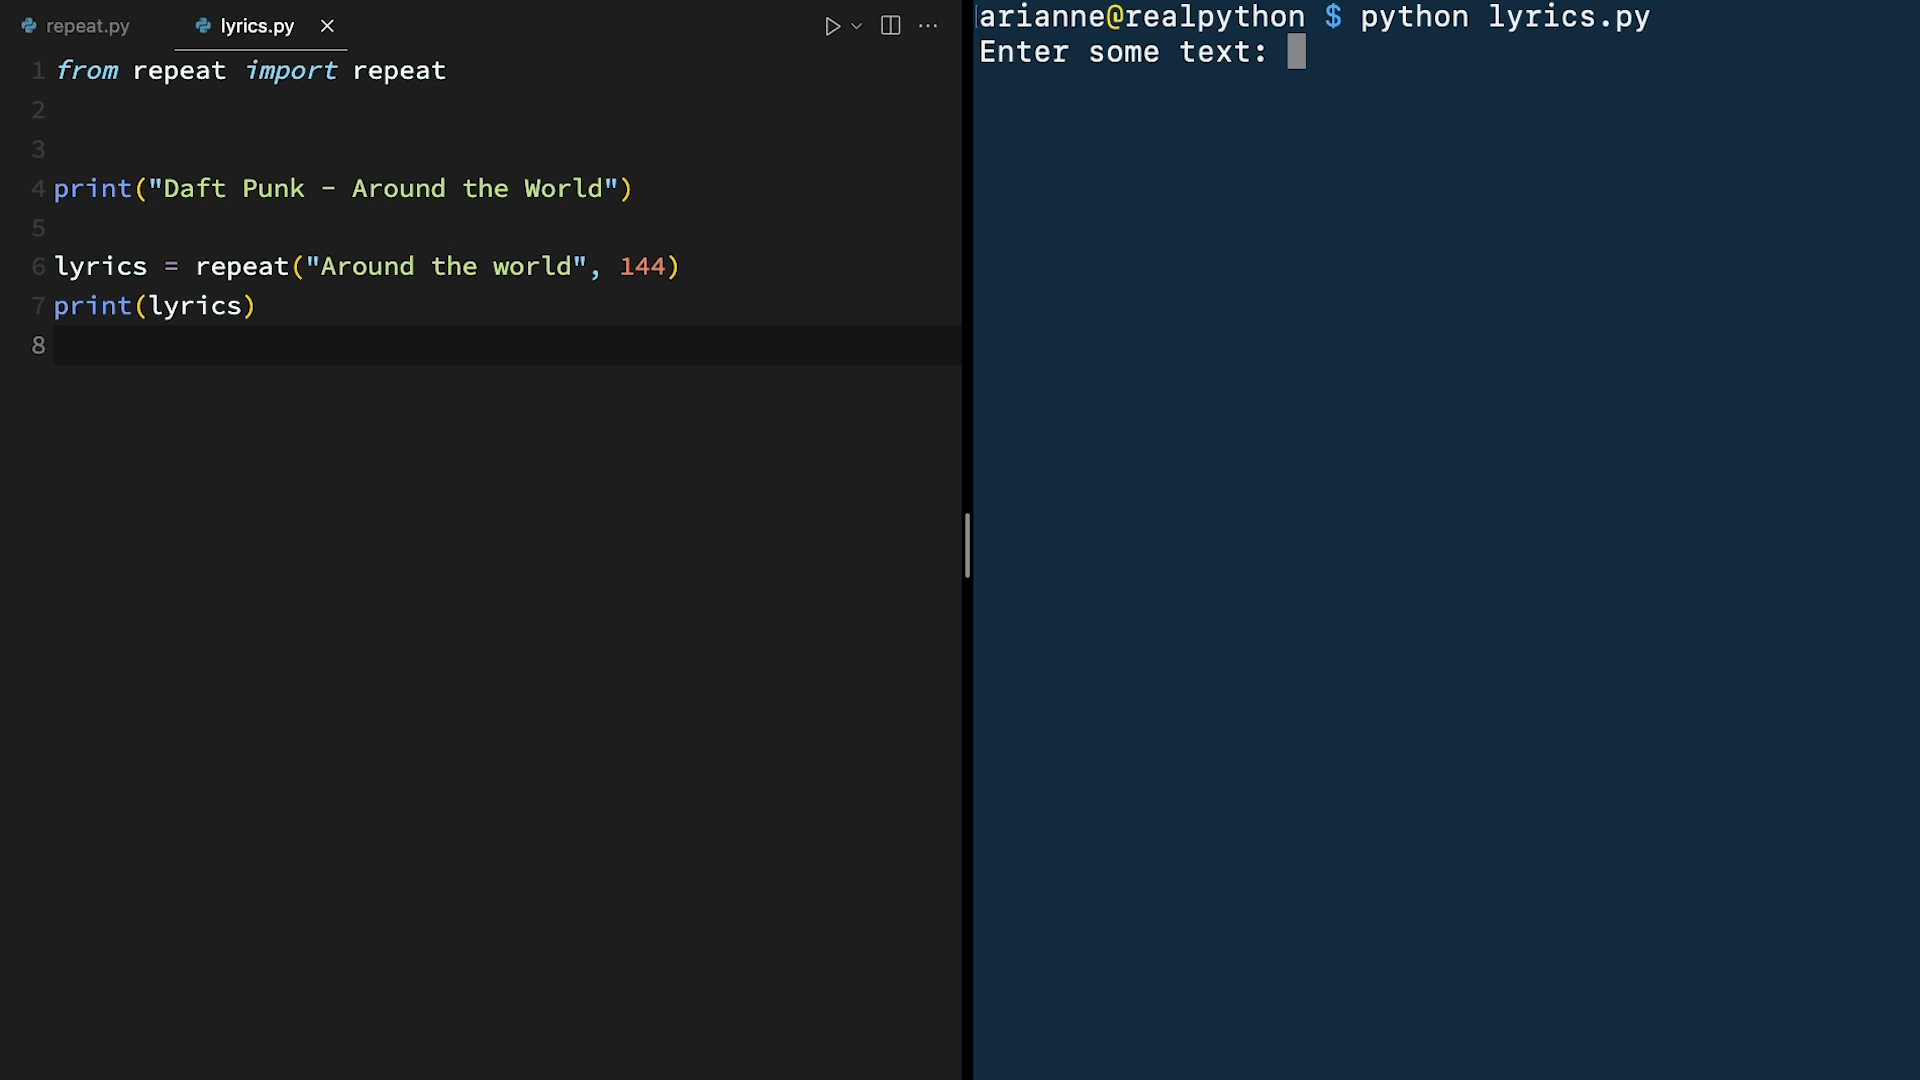 repeat.py lyrics.py
1 from repeat import repeat
2
3
4 print("Daft Punk - Around the World")
5
6 lyrics = repeat("Around the world", 144)
7 print(lyrics)
8
arianne@realpython $ python lyrics.py
Enter some text: